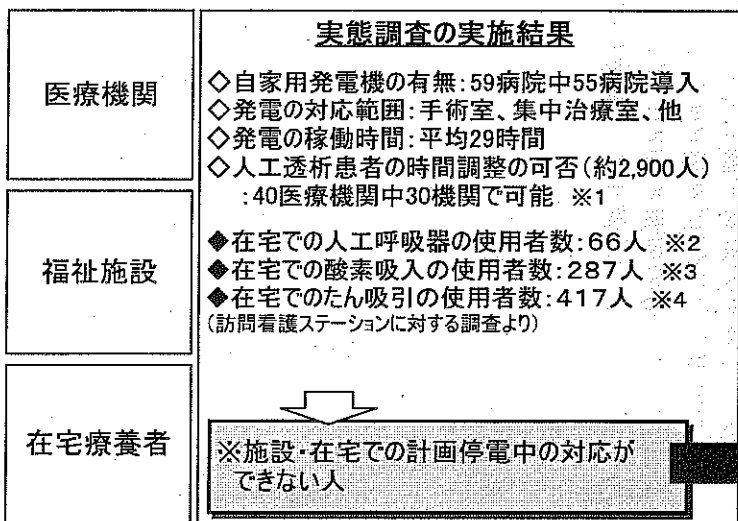 医療機関
福祉施設
在宅療養者
実態調査の実施結果
◇自家用発電機の有無:59病院中55病院導入
◇発電の対応範囲:手術室、集中治療室、他
◇発電の稼働時間:平均29時間
◇人工透析患者の時間調整の可否(約2,900人)
:40医療機関中30機関で可能 ※1
◆在宅での人工呼吸器の使用者数:66人 ※2
◆在宅での酸素吸入の使用者数:287人 ※3
◆在宅でのたん吸引の使用者数:417人 ※4
(訪問看護ステーションに対する調査より)
※施設・在宅での計画停電中の対応が
できない人